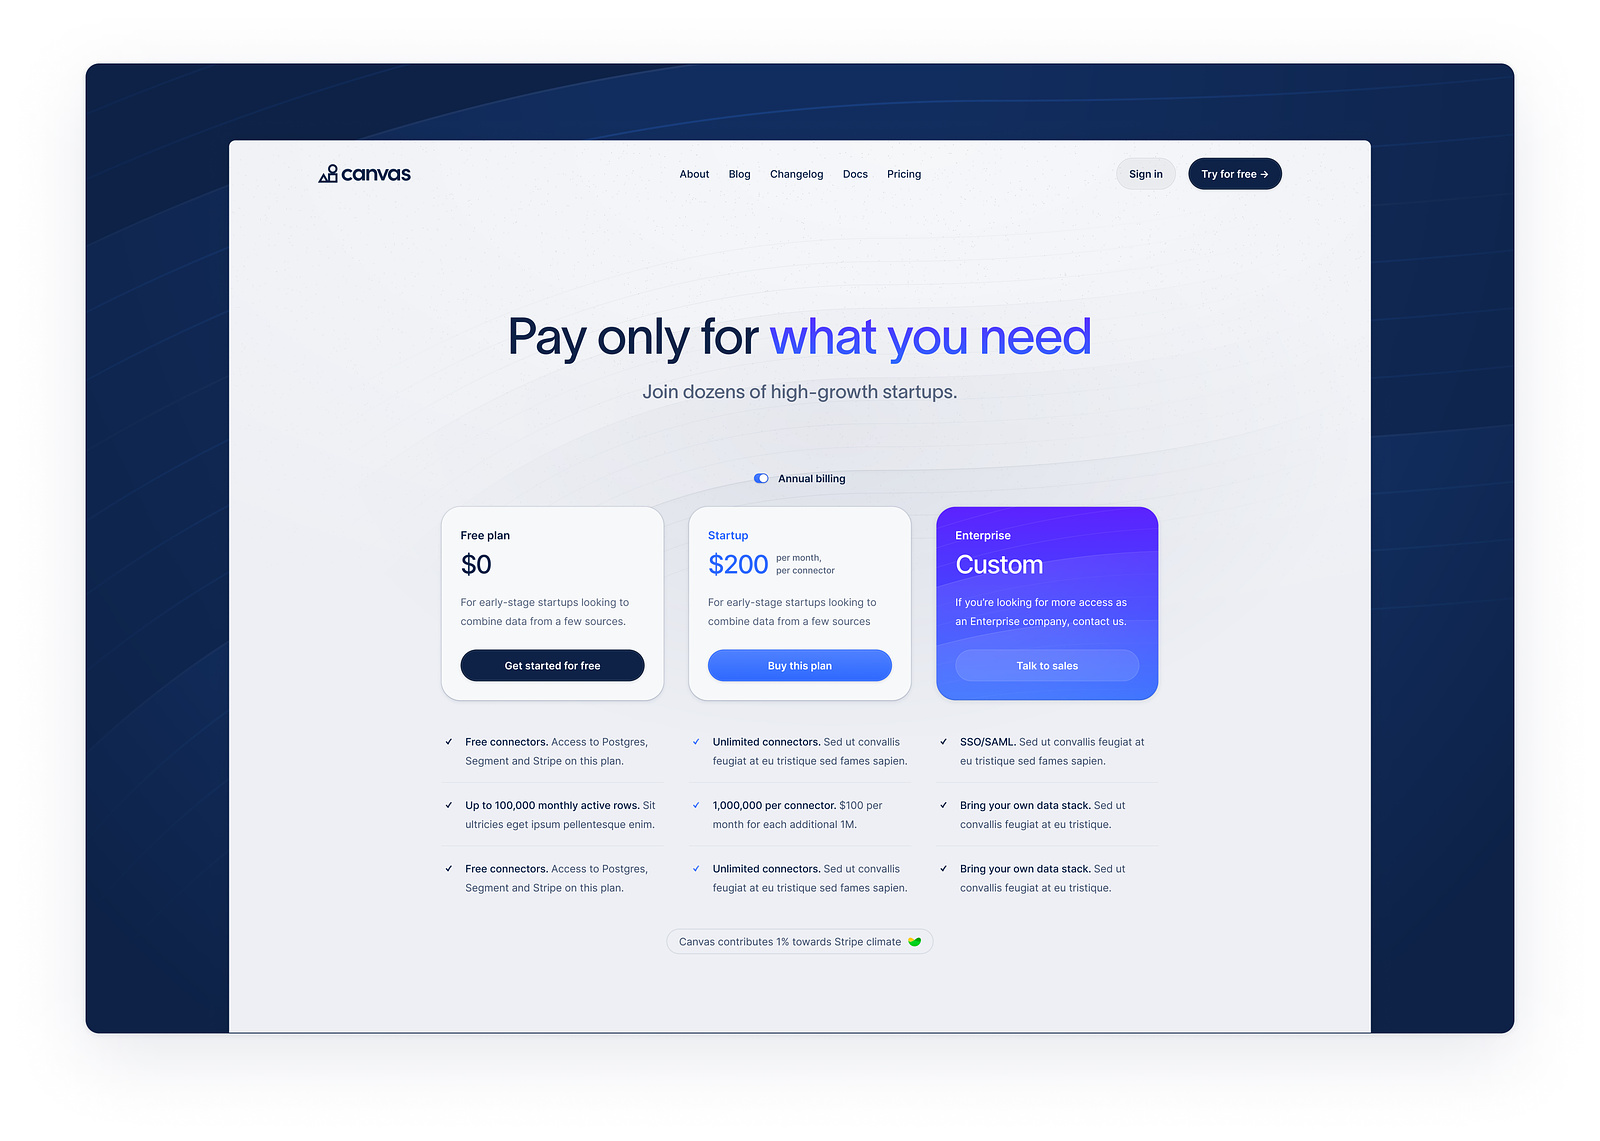 canvas
About Blog Changelog Docs Pricing
Sign in
Try for free →
Pay only for what you need
Join dozens of high-growth startups.
Annual billing
Free plan
$0
For early-stage startups looking to
combine data from a few sources.
Get started for free
Free connectors. Access to Postgres,
Segment and Stripe on this plan.
Up to 100,000 monthly active rows. Sit
ultricies eget ipsum pellentesque enim.
Free connectors. Access to Postgres,
Segment and Stripe on this plan.
Startup
$200
per month,
per connector
For early-stage startups looking to
combine data from a few sources
Buy this plan
Unlimited connectors. Sed ut convallis
feugiat at eu tristique sed fames sapien.
1,000,000 per connector. $100 per
month for each additional 1M.
Unlimited connectors. Sed ut convallis
feugiat at eu tristique sed fames sapien.
Enterprise
Custom
If you're looking for more access as
an Enterprise company, contact us.
Talk to sales
SSO/SAML. Sed ut convallis feugiat at
eu tristique sed fames sapien.
Bring your own data stack. Sed ut
convallis feugiat at eu tristique.
Bring your own data stack. Sed ut
convallis feugiat at eu tristique.
Canvas contributes 1% towards Stripe climate